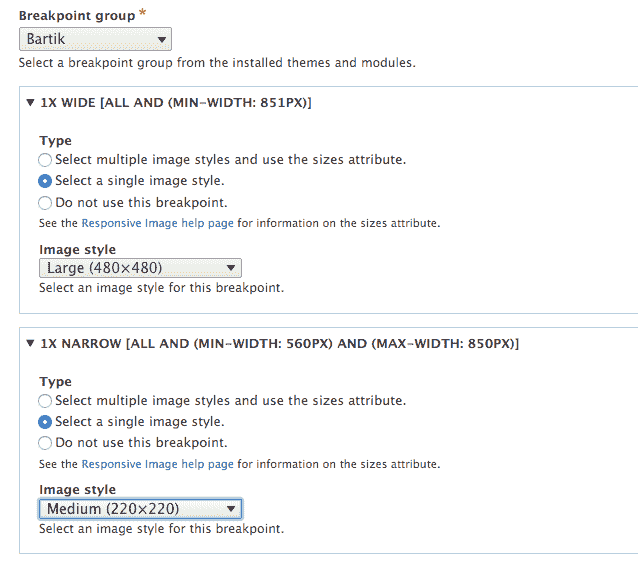 Breakpoint group *
Bartik
Select a breakpoint group from the installed themes and modules.
1X WIDE [ALL AND (MIN-WIDTH: 851PX)]
Type
Select multiple image styles and use the sizes attribute.
Select a single image style.
Do not use this breakpoint.
See the Responsive Image help page for information on the sizes attribute.
Image style
Large (480×480)
Select an image style for this breakpoint.
1X NARROW [ALL AND (MIN-WIDTH: 560PX) AND (MAX-WIDTH: 850PX)]
Type
Select multiple image styles and use the sizes attribute.
Select a single image style.
Do not use this breakpoint.
See the Responsive Image help page for information on the sizes attribute.
Image style
Medium (220×220)
Select an image style for this breakpoint.